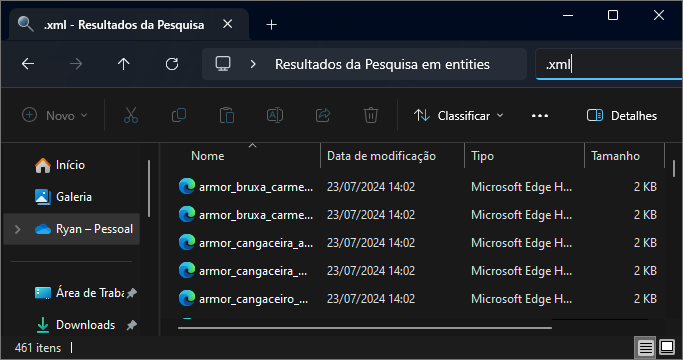 .xml - Resultados da Pesquisa
Resultados da Pesquisa em entities
.xml
Novo
Classificar
Detalhes
Início
Galeria
Ryan – Pessoal
Área de Traba
Downloads
Nome Data de modificação Tipo Tamanho
armor_bruxa_carme... 23/07/2024 14:02 Microsoft Edge H... 2 KB
armor_bruxa_carme... 23/07/2024 14:02 Microsoft Edge H... 2 KB
armor_cangaceira_a... 23/07/2024 14:02 Microsoft Edge H... 2 KB
armor_cangaceira_... 23/07/2024 14:02 Microsoft Edge H... 2 KB
armor_cangaceiro_... 23/07/2024 14:02 Microsoft Edge H... 2 KB
461 itens